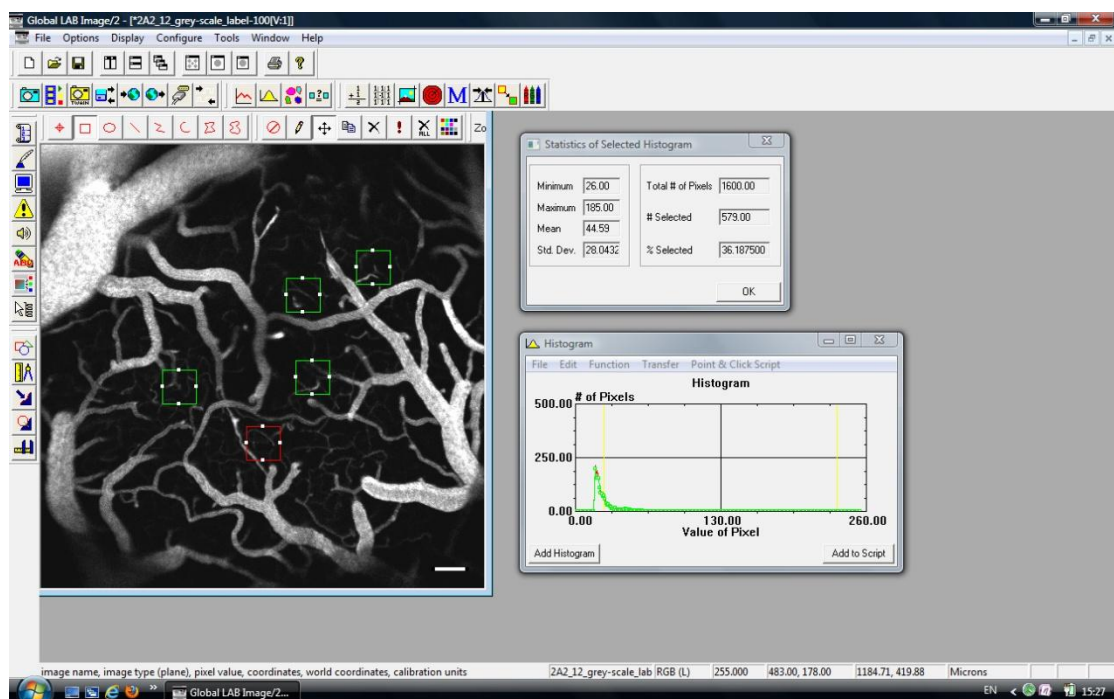 Global LAB Image/2 - [*2A2_12_grey-scale_label-100[V:1]]
File Options Display Configure Tools Window Help
Zo
Statistics of Selected Histogram
Minimum 26.00
Maximum 185.00
Mean 44.59
Std. Dev. 28.0432
Total # of Pixels 1600.00
# Selected 579.00
% Selected 36.187500
OK
Histogram
File Edit Function Transfer Point & Click Script
Histogram
# of Pixels
500.00
250.00
0.00
0.00 130.00 260.00
Value of Pixel
Add Histogram Add to Script
image name, image type (plane), pixel value, coordinates, world coordinates, calibration units 2A2_12_grey-scale_lab RGB (L) 255.000 483.00, 178.00 1184.71, 419.88 Microns
Global LAB Image/2... EN 15:27